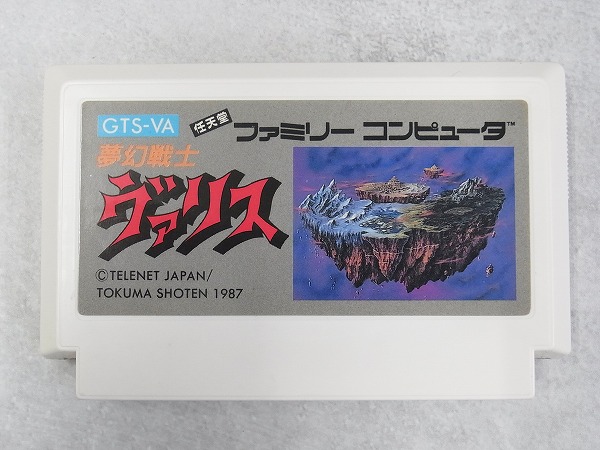 GTS-VA
任天堂 ファミリー コンピュータ™
夢幻戦士
ヴァリス
©TELENET JAPAN/
TOKUMA SHOTEN 1987